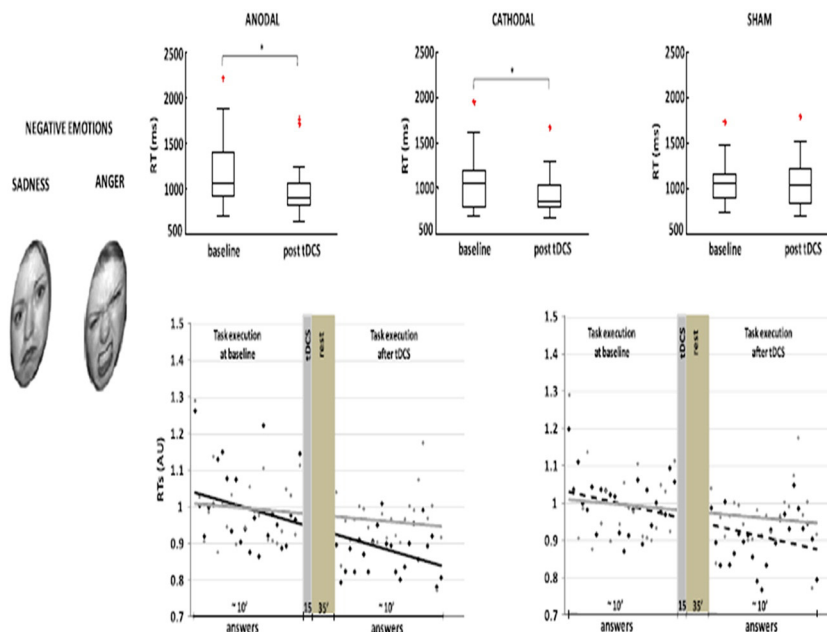 NEGATIVE EMOTIONS
SADNESS ANGER
ANODAL
RT (ms)
2500
2000
1500
1000
500
*
baseline post tDCS
CATHODAL
RT (ms)
2500
2000
1500
1000
500
*
baseline post tDCS
SHAM
RT (ms)
2500
2000
1500
1000
500
baseline post tDCS
RTs (AU)
1.5
1.4
1.3
1.2
1.1
1
0.9
0.8
0.7
Task execution
at baseline
tDCS
rest
Task execution
after tDCS
~ 10' 15 35' ~ 10'
answers answers
1.5
1.4
1.3
1.2
1.1
1
0.9
0.8
0.7
Task execution
at baseline
tDCS
rest
Task execution
after tDCS
~ 10' 15 35' ~ 10'
answers answers